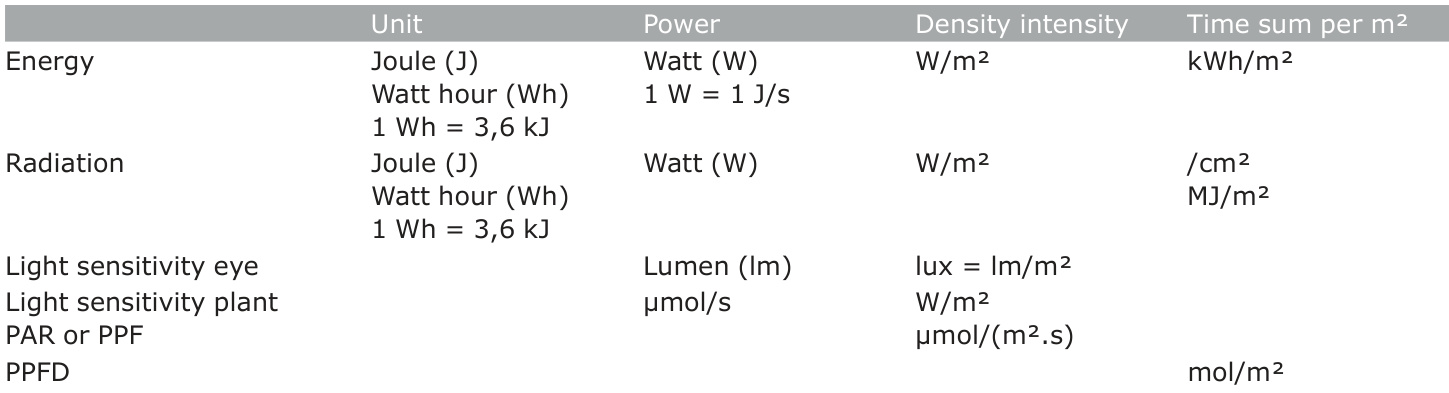 Unit Power Density intensity Time sum per m²
Energy Joule (J) Watt (W) W/m² kWh/m²
Watt hour (Wh) 1 W = 1 J/s
1 Wh = 3,6 kJ
Radiation Joule (J) Watt (W) W/m² /cm²
Watt hour (Wh) MJ/m²
1 Wh = 3,6 kJ
Light sensitivity eye Lumen (lm) lux = lm/m²
Light sensitivity plant µmol/s W/m²
PAR or PPF µmol/(m².s)
PPFD mol/m²